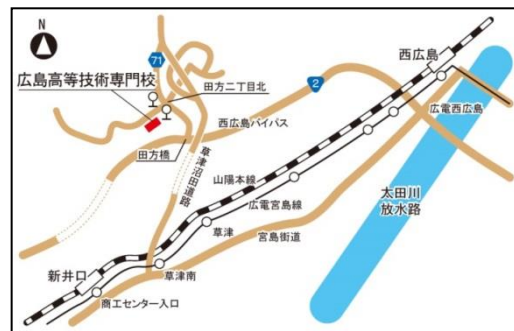 N
71
広島高等技術専門校
田方二丁目北
西広島
2
西広島バイパス
広電西広島
田方橋
草津沼田道路
山陽本線
太田川
放水路
広電宮島線
草津
宮島街道
新井口
草津南
商工センター入口